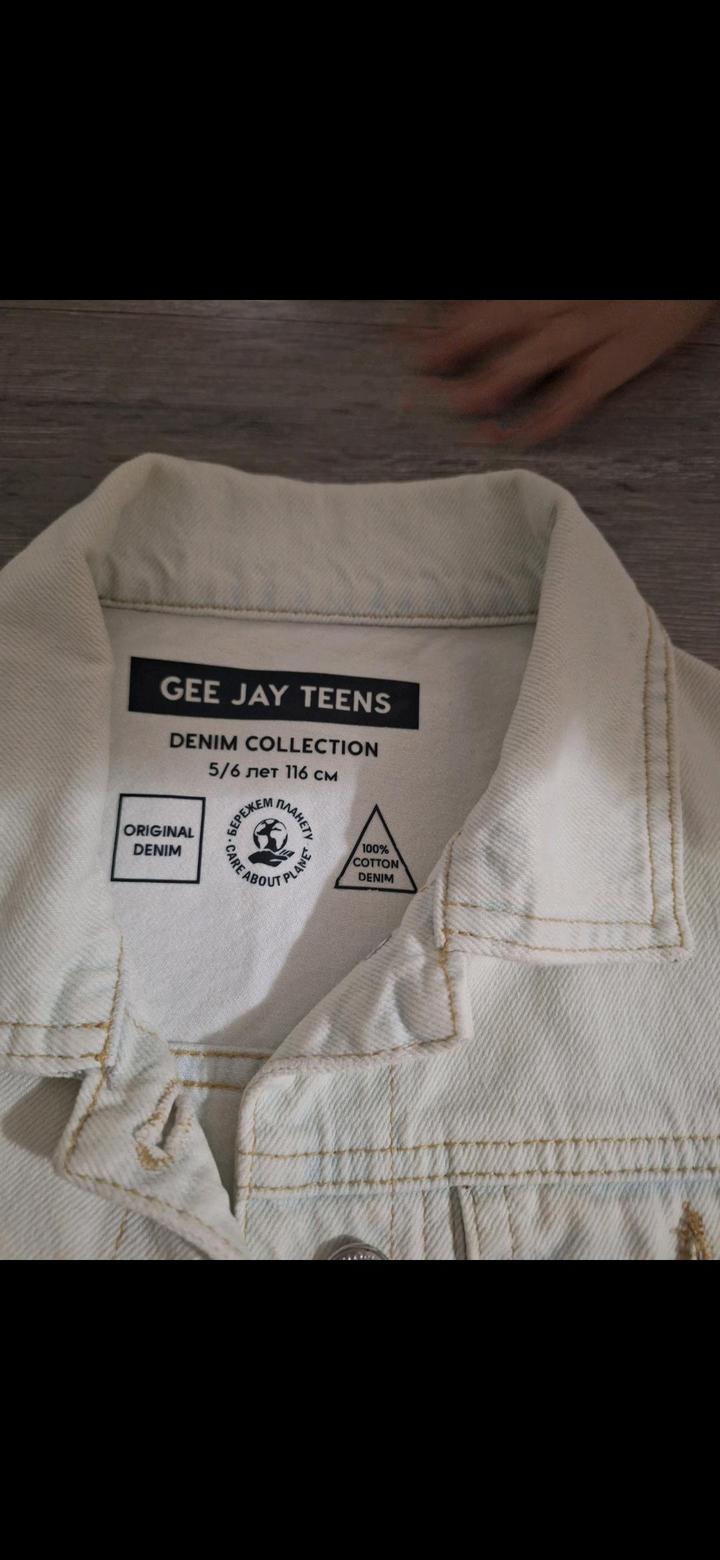 GEE JAY TEENS
DENIM COLLECTION
5/6 лет 116 см
ORIGINAL
DENIM
БЕРЕЖЕМ ПЛАНЕТУ
CARE ABOUT PLANET
100%
COTTON
DENIM